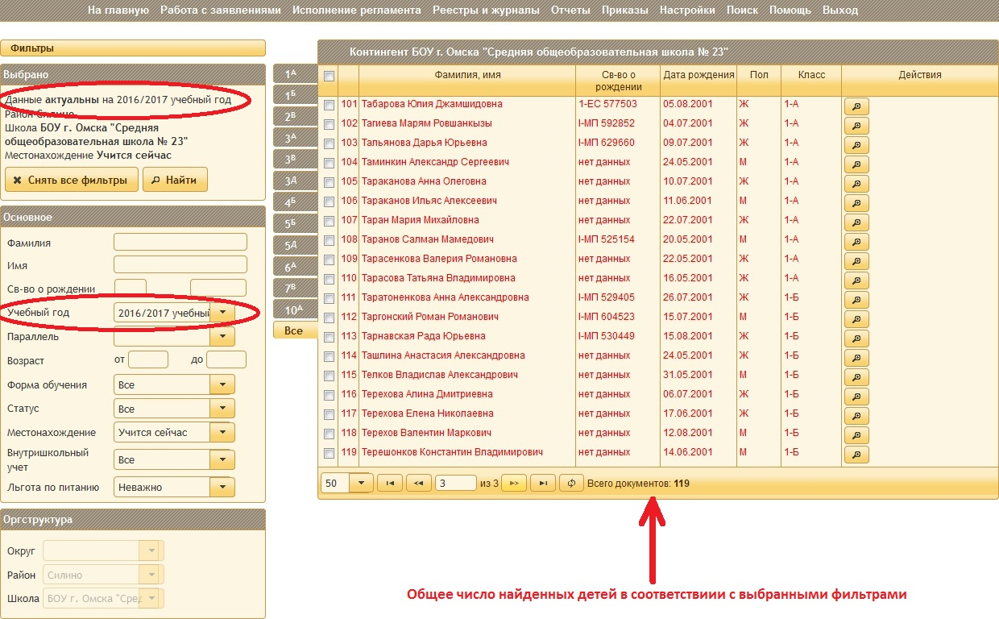 На главную Работа с заявлениями Исполнение регламента Реестры и журналы Отчеты Приказы Настройки Поиск Помощь Выход
Фильтры
Выбрано
Данные актуальны на 2016/2017 учебный год
Район Силино
Школа БОУ г. Омска "Средняя
общеобразовательная школа № 23"
Местонахождение Учится сейчас
Снять все фильтры Найти
Основное
Фамилия
Имя
Св-во о рождении
Учебный год 2016/2017 учебный
Параллель
Возраст от до
Форма обучения Все
Статус Все
Местонахождение Учится сейчас
Внутришкольный
учет Все
Льгота по питанию Неважно
Оргструктура
Округ
Район Силино
Школа БОУ г. Омска "Сред
1А
1Б
2В
3А
3В
3Д
4Б
5Б
5Д
6А
7В
10А
Все
Контингент БОУ г. Омска "Средняя общеобразовательная школа № 23"
Фамилия, имя Св-во о рождении Дата рождения Пол Класс Действия
101 Табарова Юлия Джамшидовна 1-ЕС 577503 05.08.2001 Ж 1-А
102 Тагиева Марям Ровшанкызы I-МП 592852 04.07.2001 Ж 1-А
103 Тальянова Дарья Юрьевна I-МП 629660 09.07.2001 Ж 1-А
104 Таминкин Александр Сергеевич нет данных 24.05.2001 М 1-А
105 Тараканова Анна Олеговна нет данных 10.07.2001 Ж 1-А
106 Тараканов Ильяс Алексеевич нет данных 11.06.2001 М 1-А
107 Таран Мария Михайловна нет данных 22.07.2001 Ж 1-А
108 Таранов Салман Мамедович I-МП 525154 20.05.2001 М 1-А
109 Тарасенкова Валерия Романовна нет данных 22.05.2001 Ж 1-А
110 Тарасова Татьяна Владимировна нет данных 16.05.2001 Ж 1-А
111 Таратоненкова Анна Александровна I-МП 529405 26.07.2001 Ж 1-Б
112 Таргонский Роман Романович I-МП 604523 15.07.2001 М 1-Б
113 Тарнавская Рада Юрьевна I-МП 530449 15.08.2001 Ж 1-Б
114 Ташлина Анастасия Александровна нет данных 24.05.2001 Ж 1-Б
115 Телков Владислав Александрович нет данных 31.05.2001 М 1-Б
116 Терехова Алина Дмитриевна нет данных 06.07.2001 Ж 1-Б
117 Терехова Елена Николаевна нет данных 17.06.2001 Ж 1-Б
118 Терехов Валентин Маркович нет данных 12.08.2001 М 1-Б
119 Терешонков Константин Владимирович нет данных 14.06.2001 М 1-Б
50 3 из 3 Всего документов: 119
Общее число найденных детей в соответствиии с выбранными фильтрами